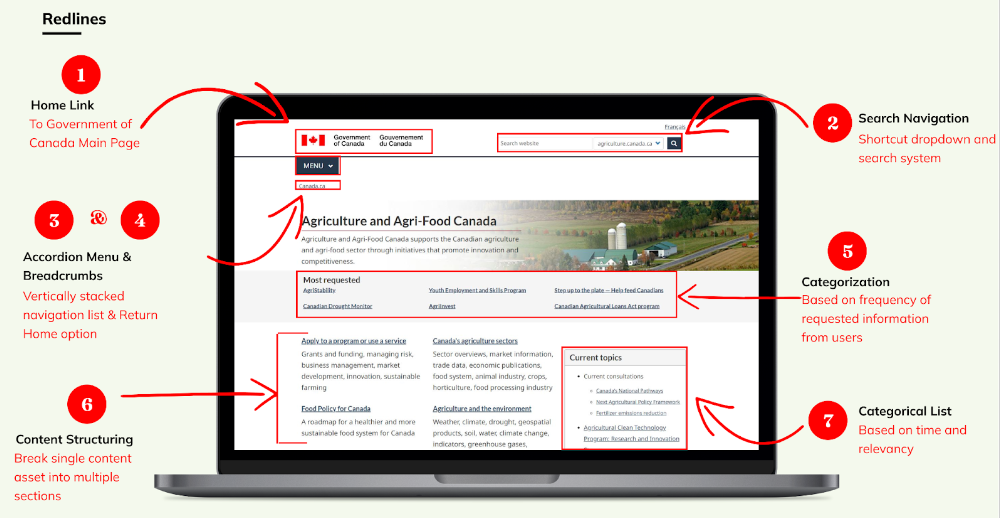 Redlines
1
Home Link
To Government of
Canada Main Page
2
Search Navigation
Shortcut dropdown and
search system
3 & 4
Accordion Menu &
Breadcrumbs
Vertically stacked
navigation list & Return
Home option
5
Categorization
Based on frequency of
requested information
from users
6
Content Structuring
Break single content
asset into multiple
sections
7
Categorical List
Based on time and
relevancy
Français
Government
of Canada
Gouvernement
du Canada
Search website
agriculture.canada.ca
MENU
Canada.ca
Agriculture and Agri-Food Canada
Agriculture and Agri-Food Canada supports the Canadian agriculture
and agri-food sector through initiatives that promote innovation and
competitiveness.
Most requested
AgriStability
Youth Employment and Skills Program
Step up to the plate — Help feed Canadians
Canadian Drought Monitor
AgriInvest
Canadian Agricultural Loans Act program
Apply to a program or use a service
Grants and funding, managing risk,
business management, market
development, innovation, sustainable
farming
Canada's agriculture sectors
Sector overviews, market information,
trade data, economic publications,
food system, animal industry, crops,
horticulture, food processing industry
Food Policy for Canada
A roadmap for a healthier and more
sustainable food system for Canada
Agriculture and the environment
Weather, climate, drought, geospatial
products, soil, water, climate change,
indicators, greenhouse gases,
Current topics
Current consultations
Canada's National Pathways
Next Agricultural Policy Framework
Fertilizer emissions reduction
Agricultural Clean Technology
Program: Research and Innovation